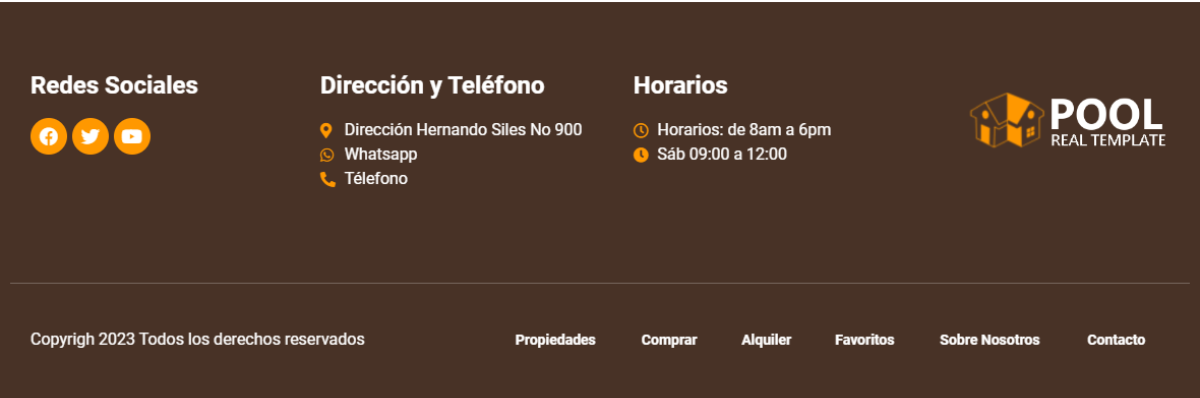 Redes Sociales
Dirección y Teléfono
Dirección Hernando Siles No 900
Whatsapp
Télefono
Horarios
Horarios: de 8am a 6pm
Sáb 09:00 a 12:00
POOL
REAL TEMPLATE
Copyrigh 2023 Todos los derechos reservados
Propiedades Comprar Alquiler Favoritos Sobre Nosotros Contacto